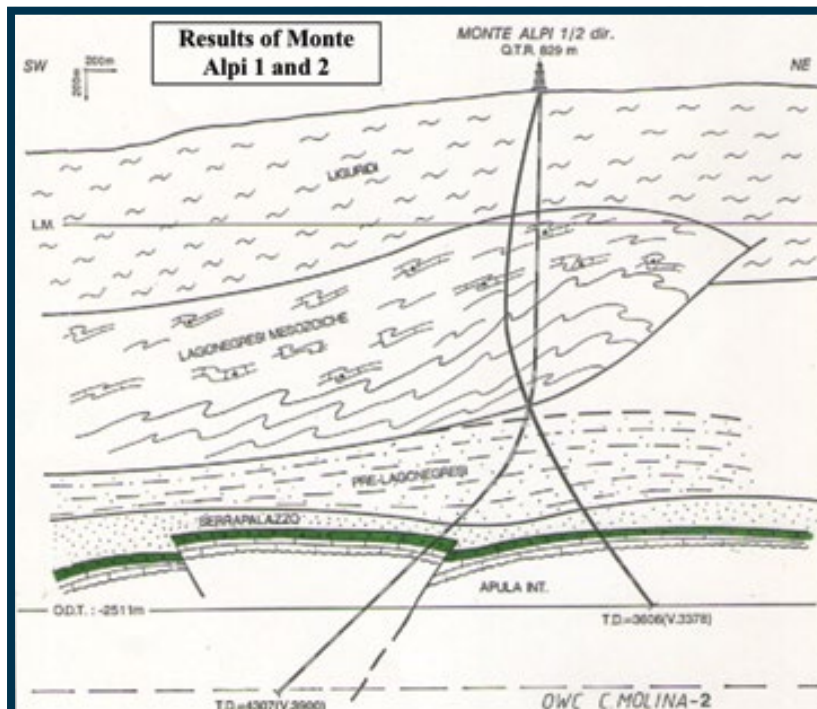 Results of Monte
Alpi 1 and 2
MONTE ALPI 1/2 dir.
Q.T.R. 829 m
SW
200m
200m
NE
LIGURIDI
L.M.
LAGONEGRESI MESOZOICHE
PRE-LAGONEGRESI
SERRAPALAZZO
APULA INT.
O.D.T. : -2511m
T.D.=3606(V.3378)
T.D.=4307(V.3900)
OWC C.MOLINA-2